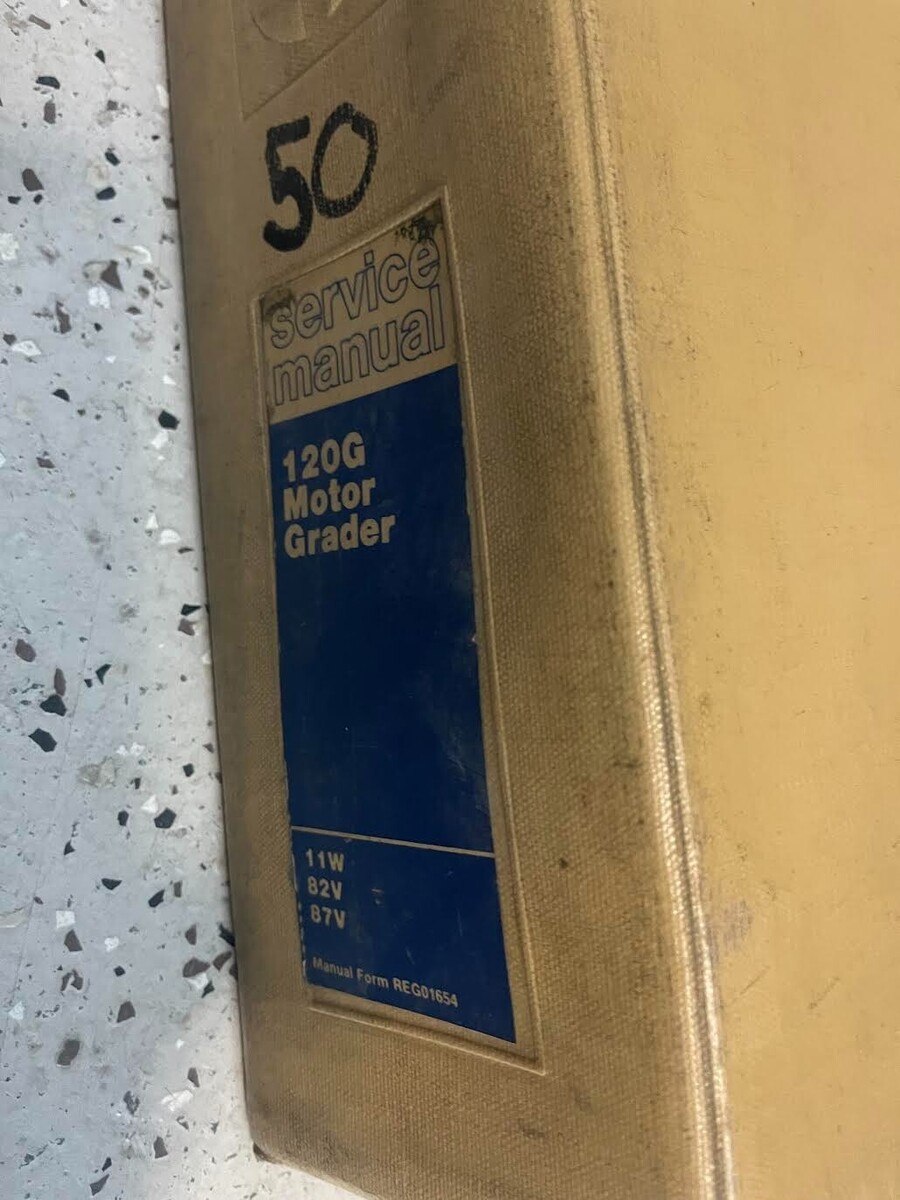 50
service
manual
120G
Motor
Grader
11W
82V
87V
Manual Form REG01654